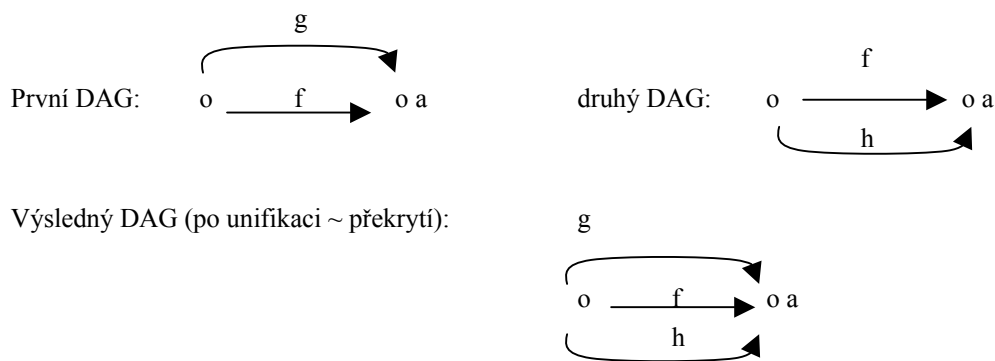 g
f
První DAG: o f o a druhý DAG: o o a
h
Výsledný DAG (po unifikaci ~ překrytí): g
o f o a
h